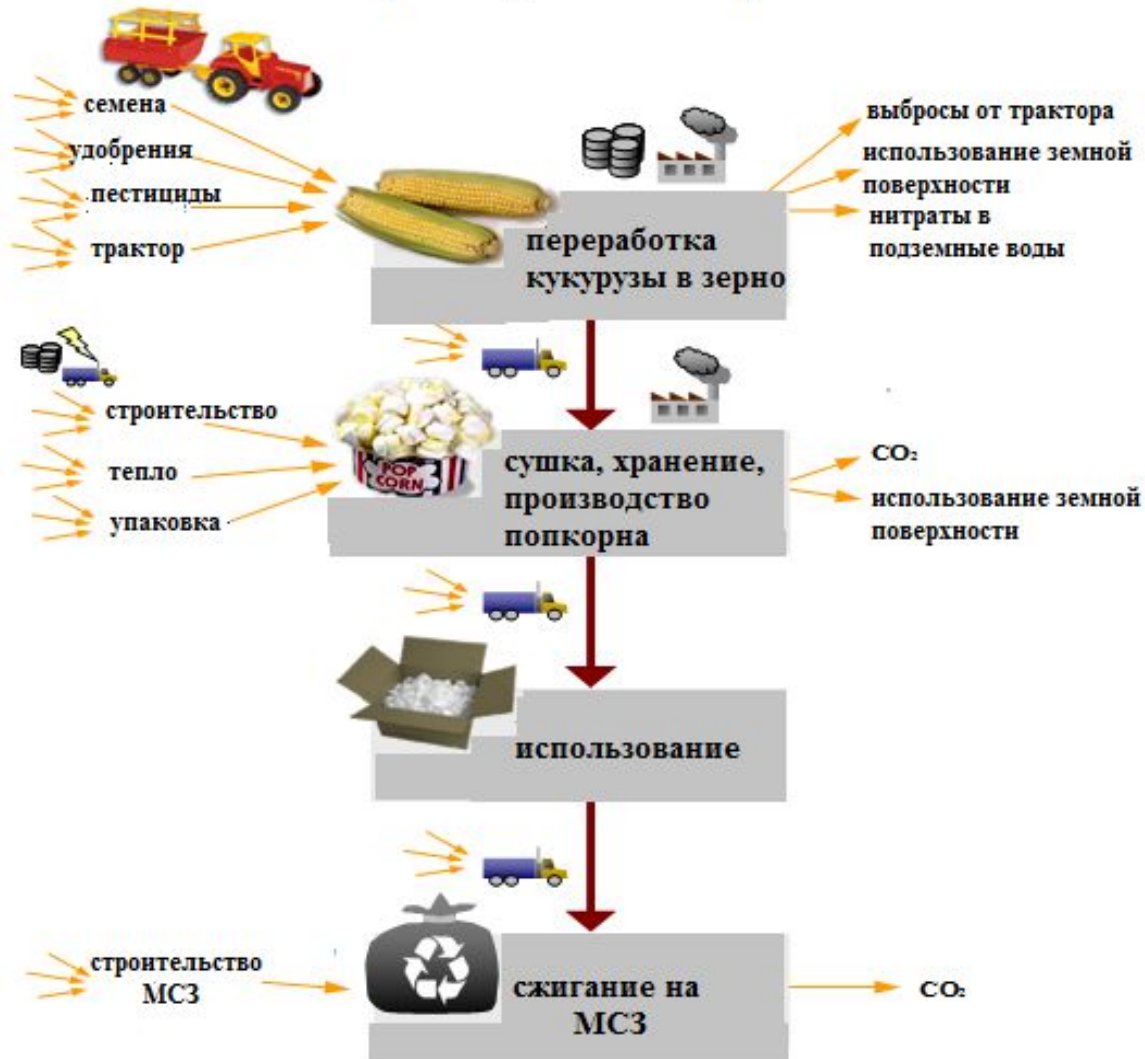 семена
удобрения
пестициды
трактор
переработка
кукурузы в зерно
выбросы от трактора
использование земной
поверхности
нитраты в
подземные воды
строительство
тепло
упаковка
POP
CORN
сушка, хранение,
производство
попкорна
CO₂
использование земной
поверхности
использование
строительство
МСЗ
сжигание на
МСЗ
CO₂